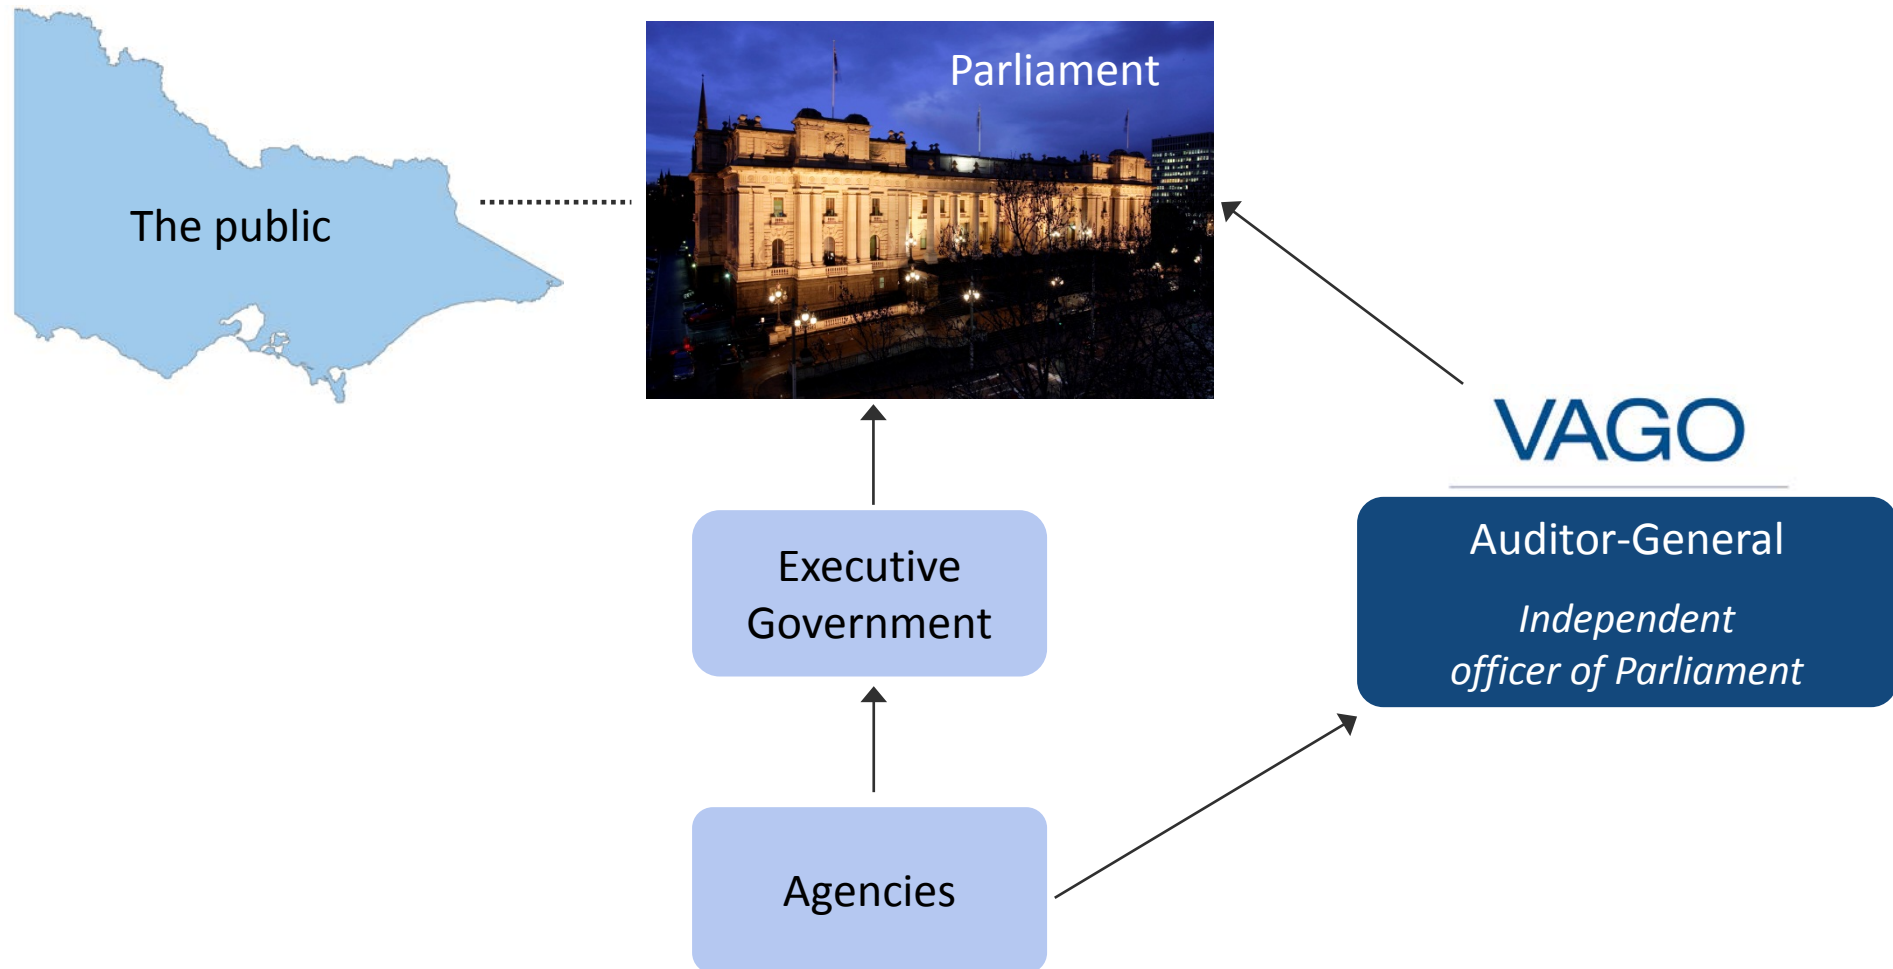 Parliament
The public
VAGO
Auditor-General
Independent
officer of Parliament
Executive
Government
Agencies